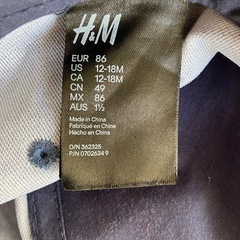 H&M
EUR 86
US 12-18M
CA 12-18M
CN 49
MX 86
AUS 1½
Made in China
Fabriqué en Chine
Hecho en China
O/N 362325
P/N 0702634 9